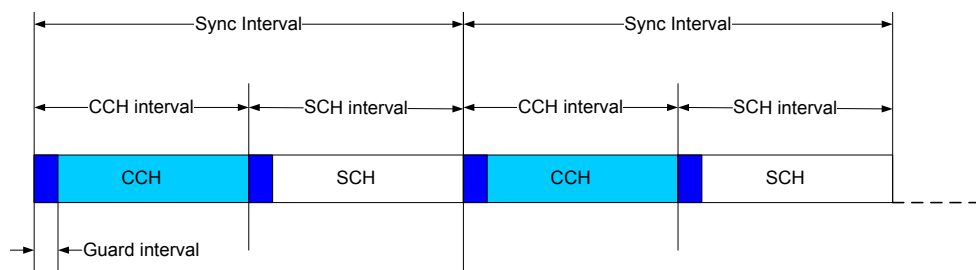 Sync Interval Sync Interval
CCH interval SCH interval CCH interval SCH interval
CCH SCH CCH SCH
Guard interval